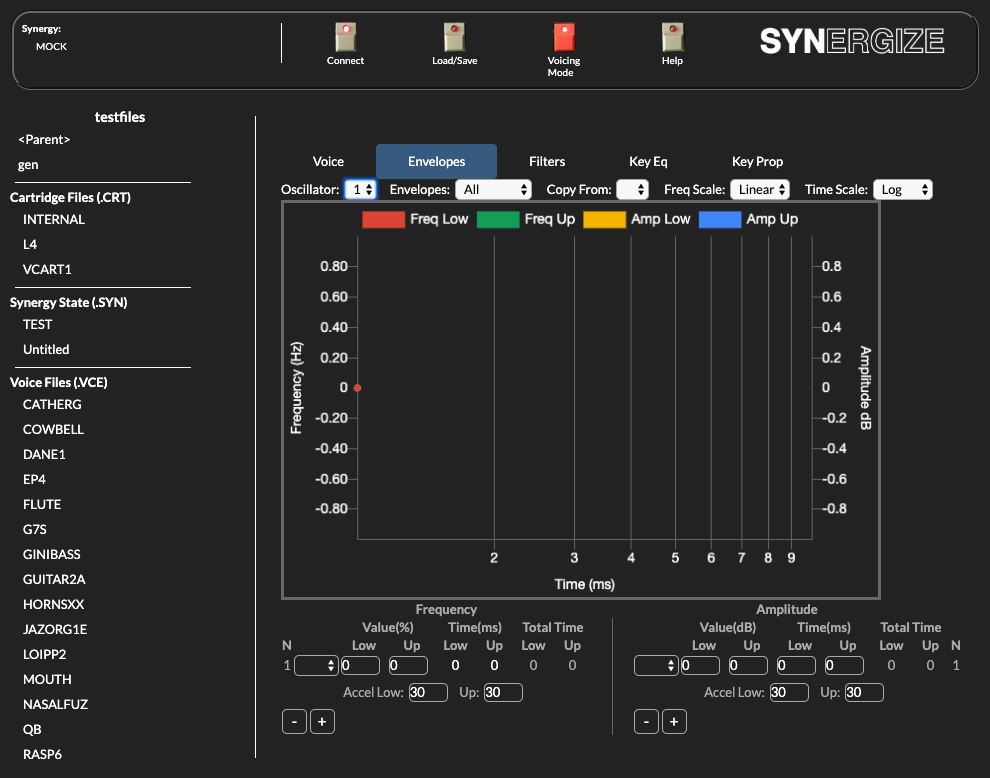 Synergy:
MOCK
Connect
Load/Save
Voicing
Mode
Help
SYNERGIZE
testfiles
<Parent>
gen
Cartridge Files (.CRT)
INTERNAL
L4
VCART1
Synergy State (.SYN)
TEST
Untitled
Voice Files (.VCE)
CATHERG
COWBELL
DANE1
EP4
FLUTE
G7S
GINIBASS
GUITAR2A
HORNSXX
JAZORG1E
LOIPP2
MOUTH
NASALFUZ
QB
RASP6
Voice Envelopes Filters Key Eq Key Prop
Oscillator: 1 Envelopes: All Copy From: Freq Scale: Linear Time Scale: Log
Freq Low Freq Up Amp Low Amp Up
0.80 0.8
0.60 0.6
0.40 0.4
0.20 0.2
0 0
-0.20 -0.2
-0.40 -0.4
-0.60 -0.6
-0.80 -0.8
Frequency (Hz)
Amplitude dB
2 3 4 5 6 7 8 9
Time (ms)
Frequency
Value(%) Time(ms) Total Time
N Low Up Low Up Low Up
1 0 0 0 0 0 0
Accel Low: 30 Up: 30
- +
Amplitude
Value(dB) Time(ms) Total Time
Low Up Low Up Low Up N
0 0 0 0 0 0 1
Accel Low: 30 Up: 30
- +